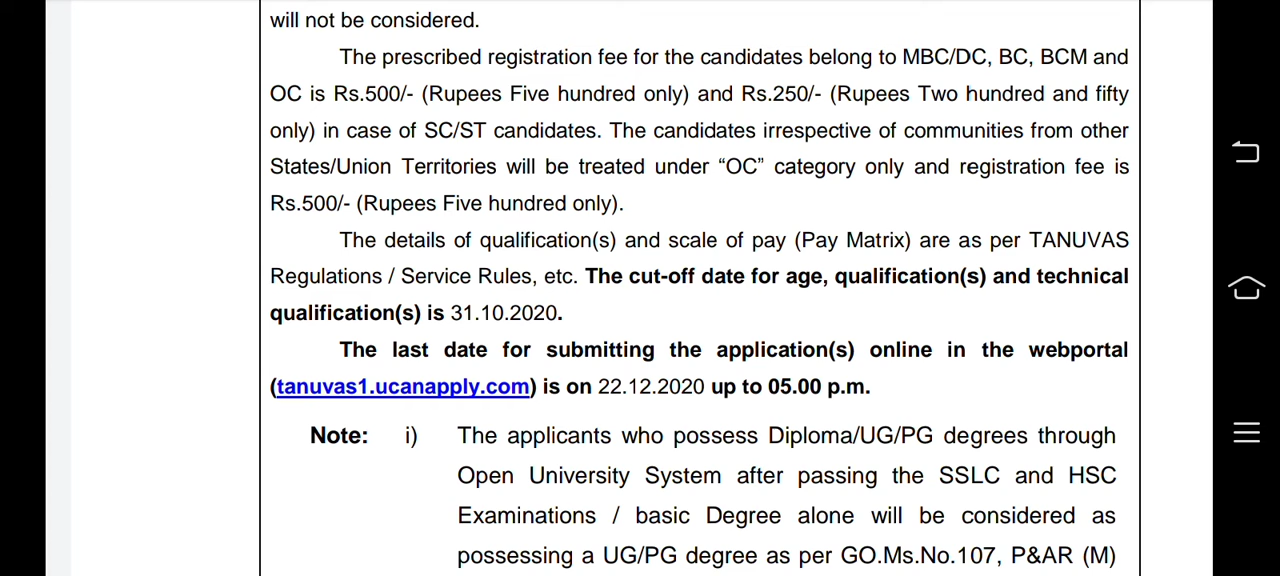 will not be considered.
The prescribed registration fee for the candidates belong to MBC/DC, BC, BCM and
OC is Rs.500/- (Rupees Five hundred only) and Rs.250/- (Rupees Two hundred and fifty
only) in case of SC/ST candidates. The candidates irrespective of communities from other
States/Union Territories will be treated under “OC” category only and registration fee is
Rs.500/- (Rupees Five hundred only).
The details of qualification(s) and scale of pay (Pay Matrix) are as per TANUVAS
Regulations / Service Rules, etc. The cut-off date for age, qualification(s) and technical
qualification(s) is 31.10.2020.
The last date for submitting the application(s) online in the webportal
(tanuvas1.ucanapply.com) is on 22.12.2020 up to 05.00 p.m.
Note: i) The applicants who possess Diploma/UG/PG degrees through
Open University System after passing the SSLC and HSC
Examinations / basic Degree alone will be considered as
possessing a UG/PG degree as per GO.Ms.No.107, P&AR (M)